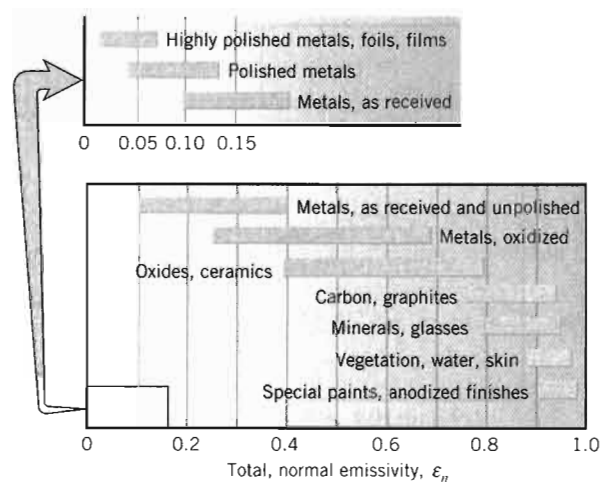 Highly polished metals, foils, films
Polished metals
Metals, as received
0 0.05 0.10 0.15
Metals, as received and unpolished
Metals, oxidized
Oxides, ceramics
Carbon, graphites
Minerals, glasses
Vegetation, water, skin
Special paints, anodized finishes
0 0.2 0.4 0.6 0.8 1.0
Total, normal emissivity, εₙ